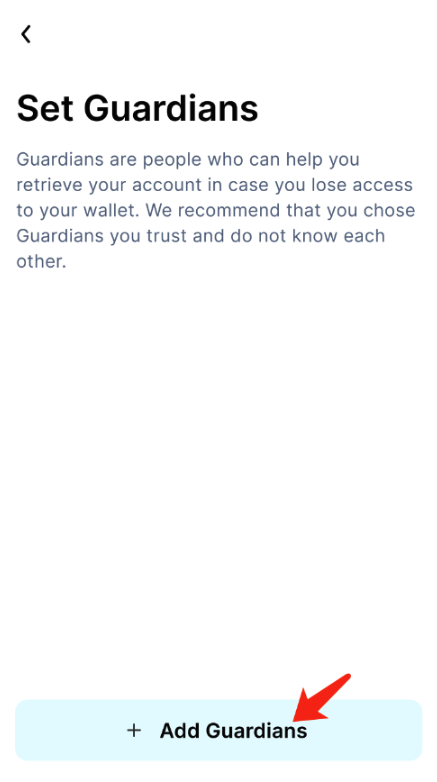 Set Guardians
Guardians are people who can help you
retrieve your account in case you lose access
to your wallet. We recommend that you chose
Guardians you trust and do not know each
other.
+ Add Guardians